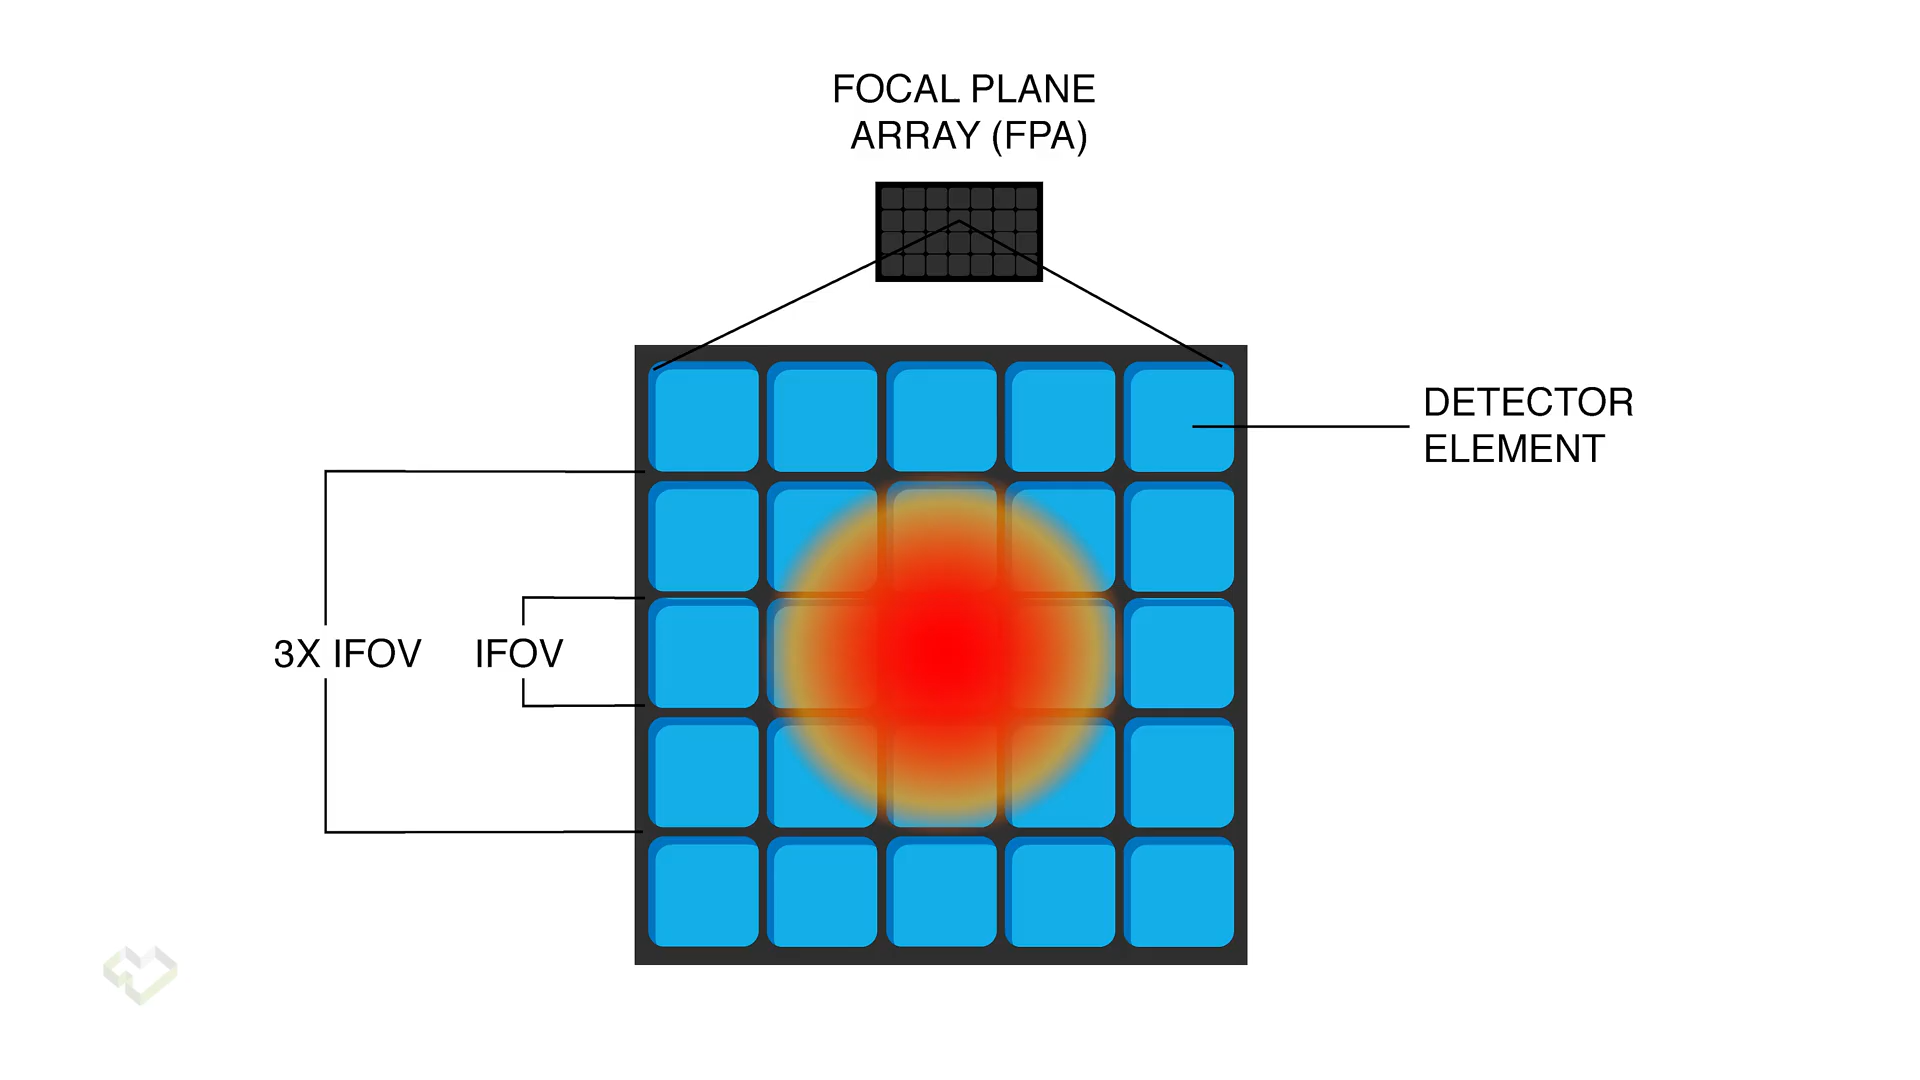 FOCAL PLANE
ARRAY (FPA)
DETECTOR
ELEMENT
3X IFOV
IFOV